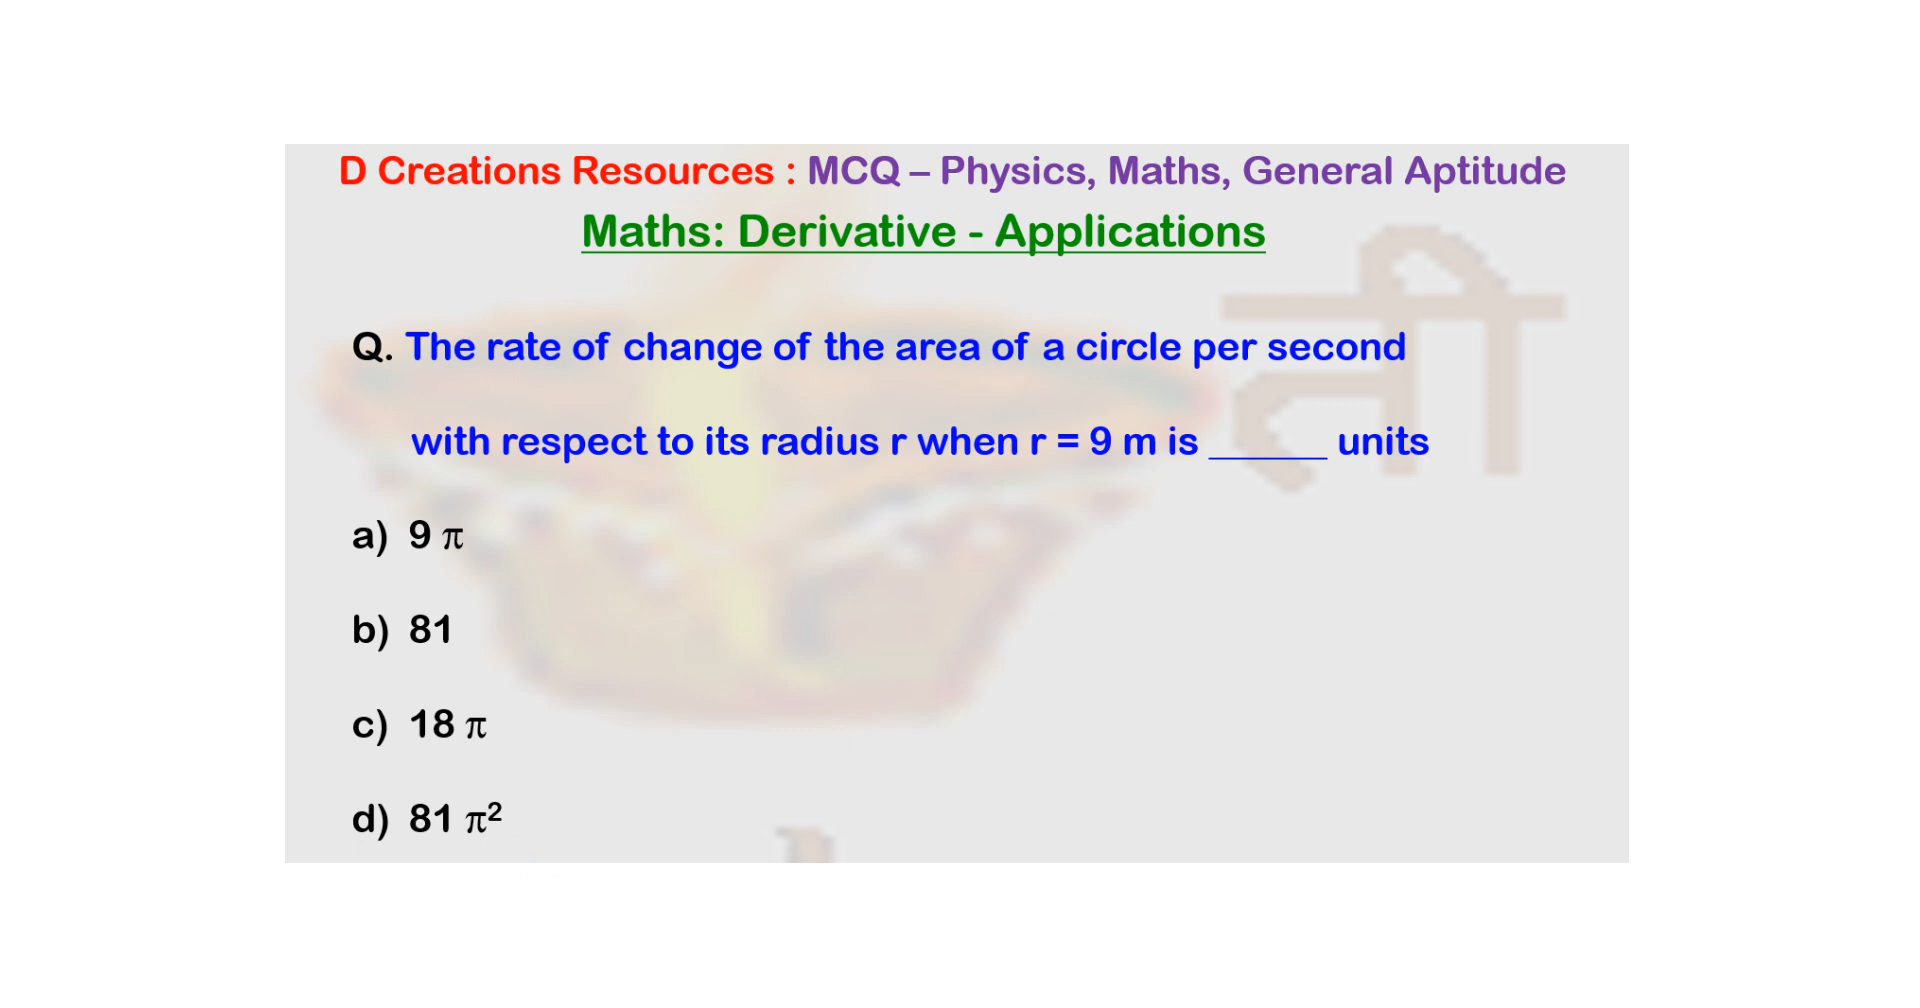 D Creations Resources : MCQ – Physics, Maths, General Aptitude
Maths: Derivative - Applications
Q. The rate of change of the area of a circle per second
with respect to its radius r when r = 9 m is ______ units
a) 9 π
b) 81
c) 18 π
d) 81 π²
ती